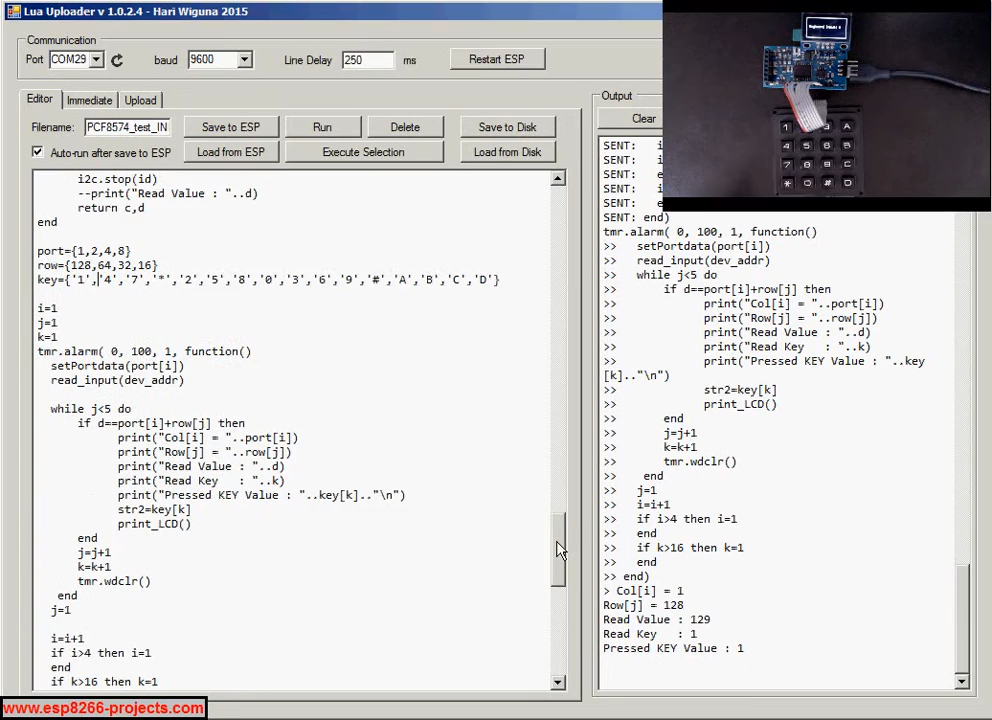 Lua Uploader v 1.0.2.4 - Hari Wiguna 2015
Communication
Port COM29 baud 9600 Line Delay 250 ms Restart ESP
Editor Immediate Upload
Filename: PCF8574_test_IN Save to ESP Run Delete Save to Disk
Auto-run after save to ESP Load from ESP Execute Selection Load from Disk
i2c.stop(id)
--print("Read Value : "..d)
return c,d
end
port={1,2,4,8}
row={128,64,32,16}
key={'1','4','7','*','2','5','8','0','3','6','9','#','A','B','C','D'}
i=1
j=1
k=1
tmr.alarm( 0, 100, 1, function()
setPortdata(port[i])
read_input(dev_addr)
while j<5 do
if d==port[i]+row[j] then
print("Col[i] = "..port[i])
print("Row[j] = "..row[j])
print("Read Value : "..d)
print("Read Key   : "..k)
print("Pressed KEY Value : "..key[k].."\n")
str2=key[k]
print_LCD()
end
j=j+1
k=k+1
tmr.wdclr()
end
j=1
i=i+1
if i>4 then i=1
end
if k>16 then k=1
Output
Clear
SENT:   i
SENT:   i
SENT:   e
SENT:   i
SENT:   e
SENT: end)
tmr.alarm( 0, 100, 1, function()
>>   setPortdata(port[i])
>>   read_input(dev_addr)
>>   while j<5 do
>>       if d==port[i]+row[j] then
>>             print("Col[i] = "..port[i])
>>             print("Row[j] = "..row[j])
>>             print("Read Value : "..d)
>>             print("Read Key   : "..k)
>>             print("Pressed KEY Value : "..key
[k].."\n")
>>             str2=key[k]
>>             print_LCD()
>>       end
>>       j=j+1
>>       k=k+1
>>       tmr.wdclr()
>>    end
>>   j=1
>>   i=i+1
>>   if i>4 then i=1
>>   end
>>   if k>16 then k=1
>>   end
>> end)
> Col[i] = 1
Row[j] = 128
Read Value : 129
Read Key   : 1
Pressed KEY Value : 1
1 3 A
4 5 6 B
7 8 9 C
* 0 # D
www.esp8266-projects.com